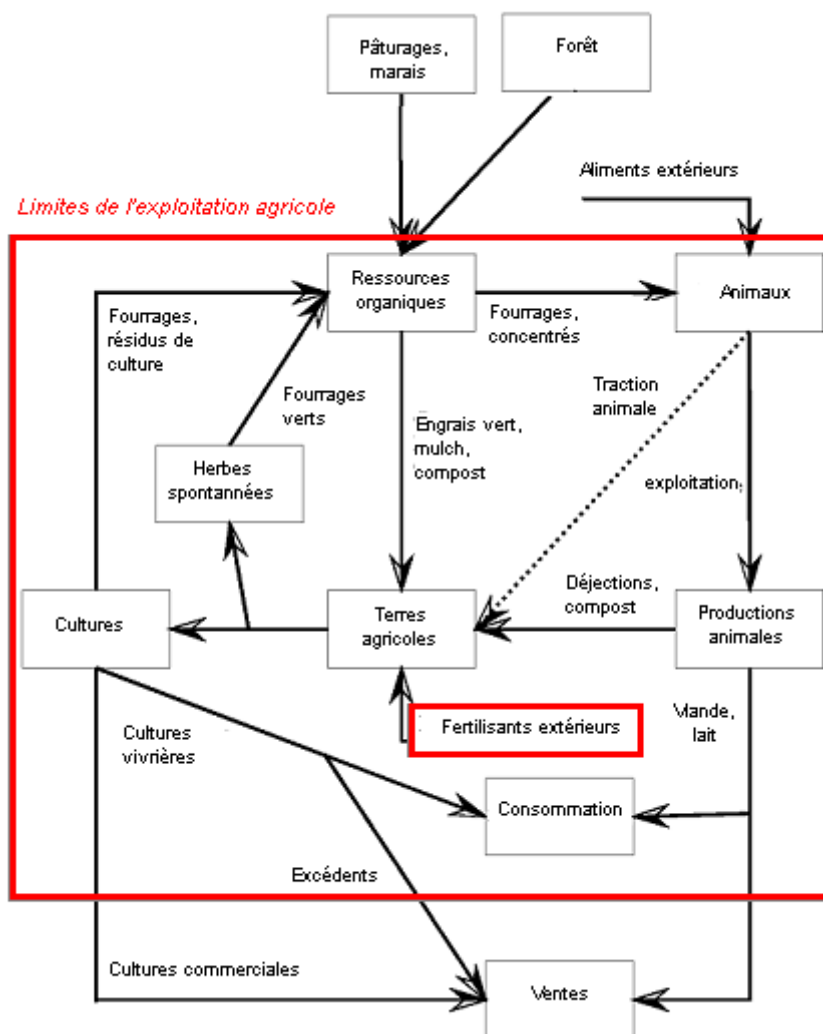 Pâturages,
marais
Forêt
Aliments extérieurs
Limites de l'exploitation agricole
Ressources
organiques
Animaux
Fourrages,
résidus de
culture
Fourrages,
concentrés
Fourrages
verts
Traction
animale
Engrais vert,
mulch,
compost
Herbes
spontannées
exploitation,
Déjections,
compost
Cultures
Terres
agricoles
Productions
animales
Cultures
vivrières
Fertilisants extérieurs
Viande,
lait
Consommation
Excédents
Cultures commerciales
Ventes